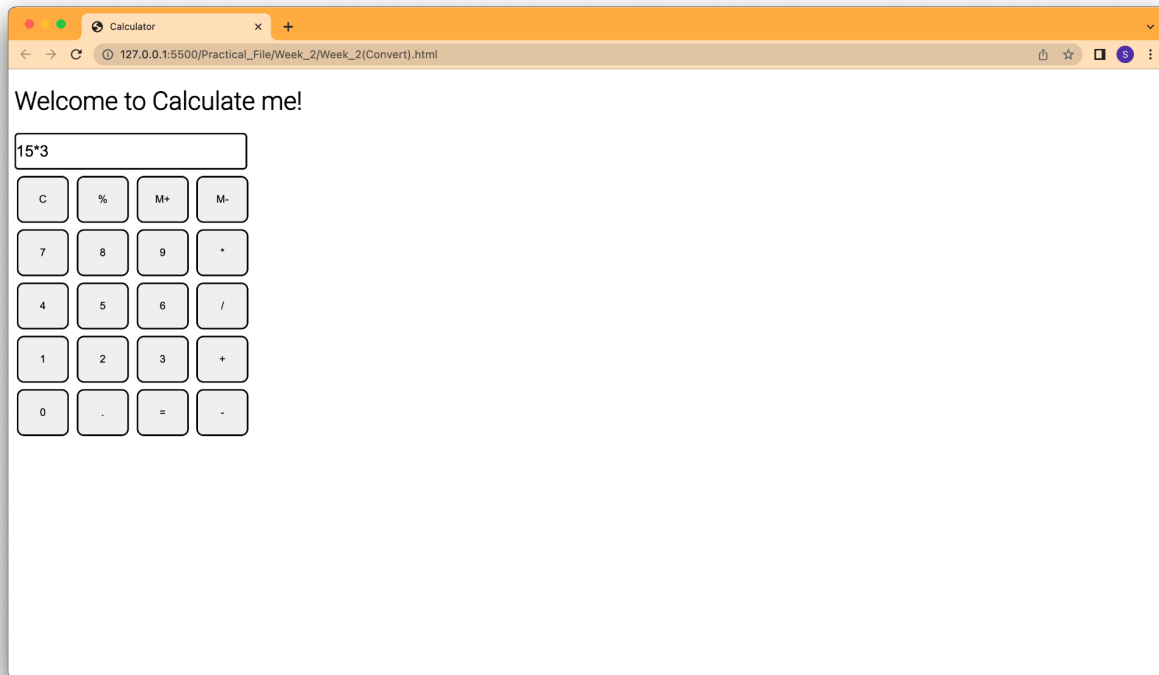 Calculator
127.0.0.1:5500/Practical_File/Week_2/Week_2(Convert).html
S
Welcome to Calculate me!
15*3
C % M+ M-
7 8 9 *
4 5 6 /
1 2 3 +
0 . = -